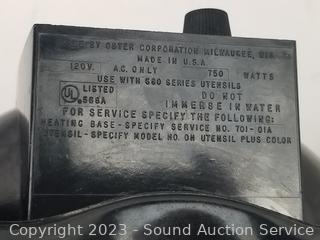 BY OSTER CORPORATION MILWAUKEE, WIS.
MADE IN U.S.A.
120V. A.C. ONLY 750 WATTS
USE WITH 560 SERIES UTENSILS
UL LISTED DO NOT
566A IMMERSE IN WATER
FOR SERVICE SPECIFY THE FOLLOWING:
HEATING BASE-SPECIFY SERVICE NO. 701-01A
UTENSIL-SPECIFY MODEL NO. ON UTENSIL PLUS COLOR
Copyright 2023 - Sound Auction Service